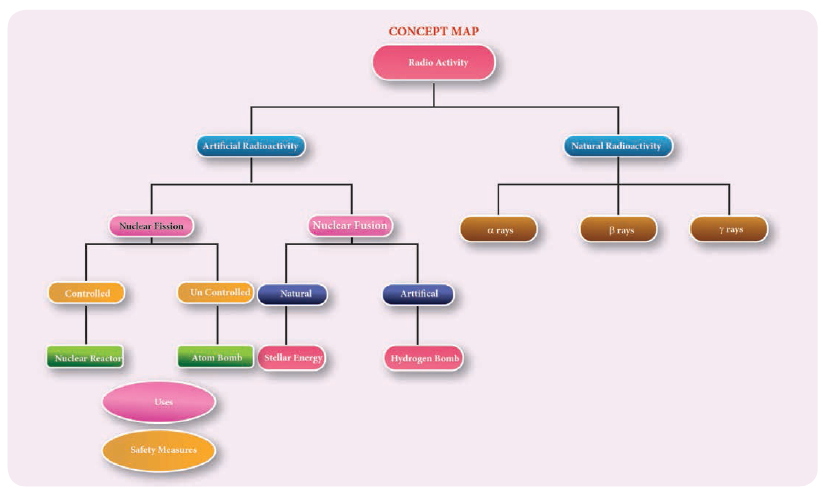 CONCEPT MAP
Radio Activity
Artificial Radioactivity
Natural Radioactivity
Nuclear Fission
Nuclear Fusion
α rays
β rays
γ rays
Controlled
Un Controlled
Natural
Arttifical
Nuclear Reactor
Atom Bomb
Stellar Energy
Hydrogen Bomb
Uses
Safety Measures